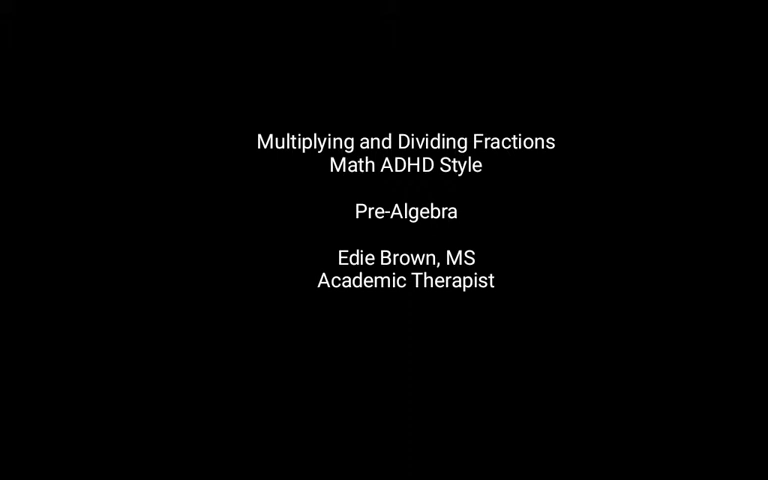 Multiplying and Dividing Fractions
Math ADHD Style
Pre-Algebra
Edie Brown, MS
Academic Therapist